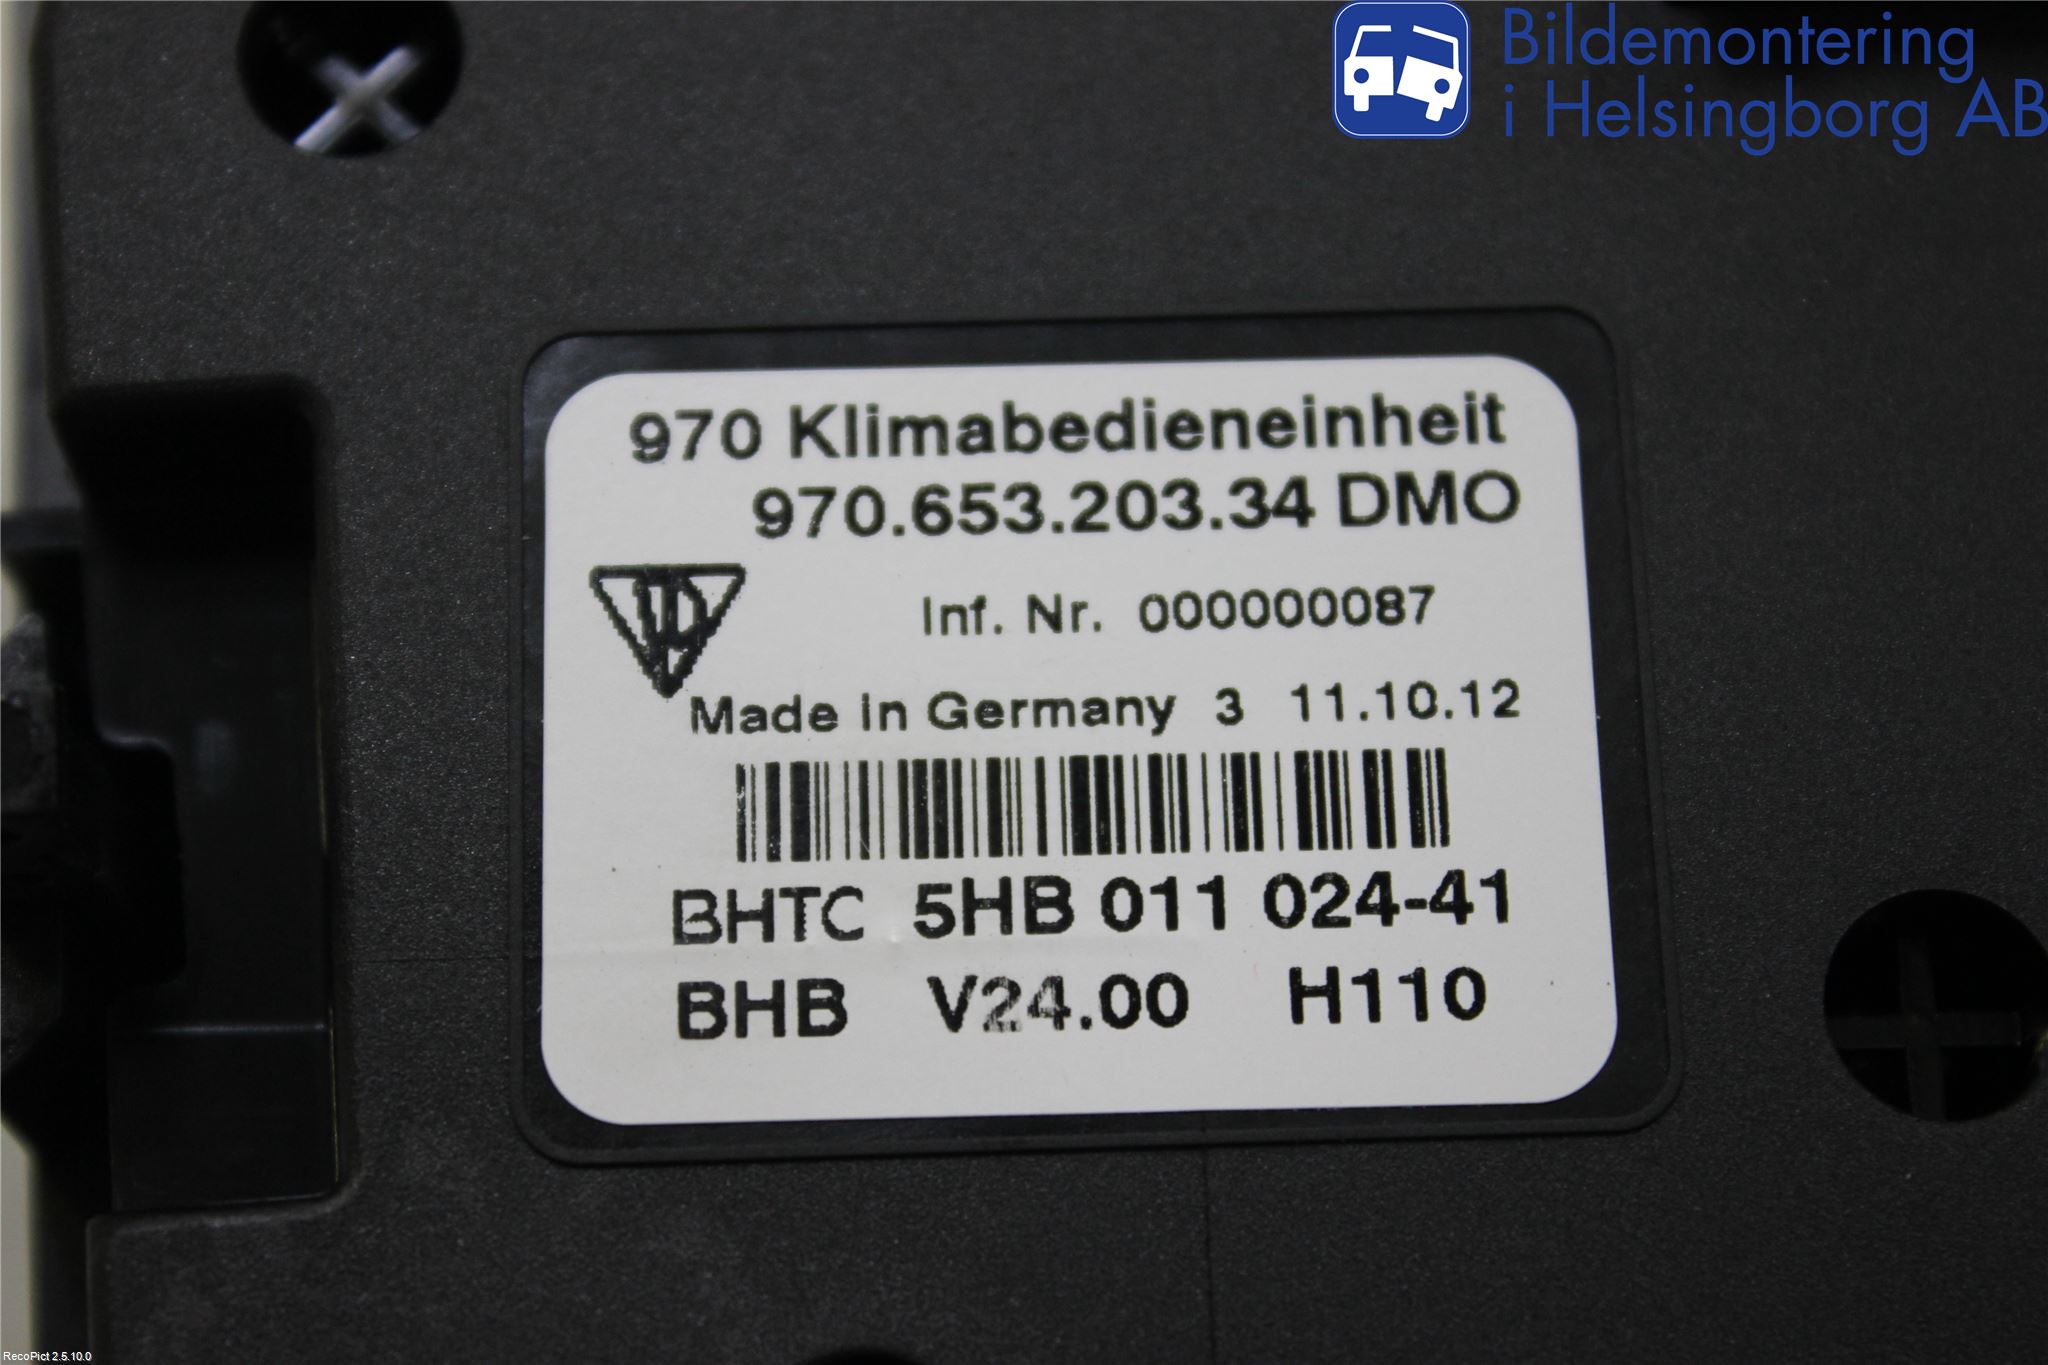 Bildemontering
i Helsingborg AB
970 Klimabedieneinheit
970.653.203.34 DMO
Inf. Nr. 000000087
Made in Germany 3 11.10.12
BHTC 5HB 011 024-41
BHB V24.00 H110
RecoPict 2.5.10.0